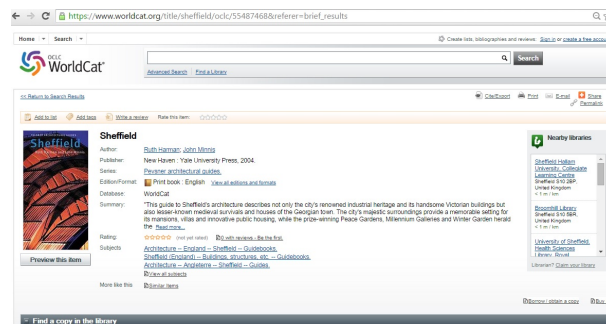 https://www.worldcat.org/title/sheffield/oclc/55487468&referer=brief_results
Home Search
Create lists, bibliographies and reviews: Sign in or create a free accou
OCLC
WorldCat®
Search
Advanced Search Find a Library
<< Return to Search Results
Cite/Export Print E-mail Share
Permalink
Add to list Add tags Write a review Rate this item:
Sheffield
Sheffield
Author: Ruth Harman; John Minnis
Publisher: New Haven : Yale University Press, 2004.
Series: Pevsner architectural guides.
Edition/Format: Print book : English View all editions and formats
Database: WorldCat
Summary: "This guide to Sheffield's architecture describes not only the city's renowned industrial heritage and its handsome Victorian buildings but
also lesser-known medieval survivals and houses of the Georgian town. The city's majestic surroundings provide a memorable setting for
its mansions, villas and innovative public housing, while the prize-winning Peace Gardens, Millennium Galleries and Winter Garden herald
the Read more...
Rating: (not yet rated) 0 with reviews - Be the first.
Subjects Architecture -- England -- Sheffield -- Guidebooks.
Sheffield (England) -- Buildings, structures, etc. -- Guidebooks.
Architecture -- Angleterre -- Sheffield -- Guides.
View all subjects
More like this Similar Items
Preview this item
Nearby libraries
Sheffield Hallam
University, Collegiate
Learning Centre
Sheffield S10 2BP,
United Kingdom
< 1 m / km
Broomhill Library
Sheffield S10 5BR,
United Kingdom
< 1 m / km
University of Sheffield,
Health Sciences
Library, Royal
Librarian? Claim your library
Borrow / obtain a copy Buy
Find a copy in the library